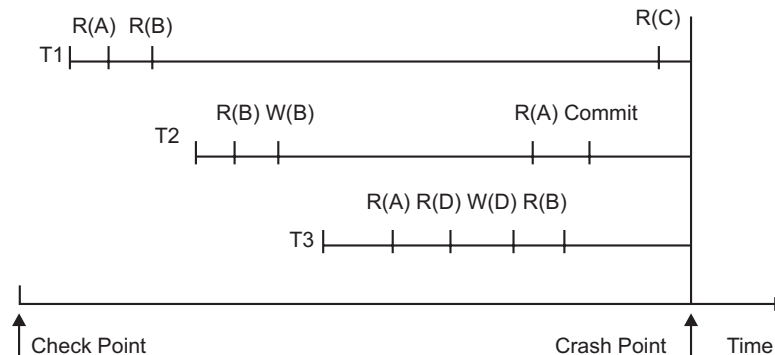 R(A) R(B) R(C)
T1
R(B) W(B) R(A) Commit
T2
R(A) R(D) W(D) R(B)
T3
Check Point Crash Point Time